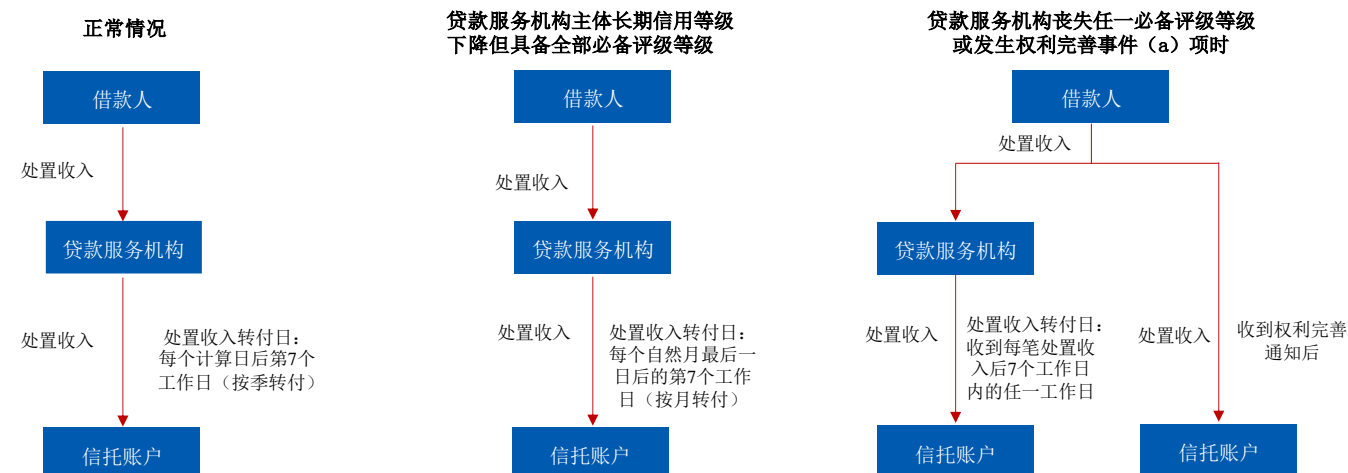 正常情况
借款人
处置收入
贷款服务机构
处置收入
处置收入转付日：
每个计算日后第7个
工作日（按季转付）
信托账户
贷款服务机构主体长期信用等级
下降但具备全部必备评级等级
借款人
处置收入
贷款服务机构
处置收入
处置收入转付日：
每个自然月最后一
日后的第7个工作
日（按月转付）
信托账户
贷款服务机构丧失任一必备评级等级
或发生权利完善事件（a）项时
借款人
处置收入
贷款服务机构
处置收入
处置收入转付日：
收到每笔处置收
入后7个工作日
内的任一工作日
信托账户
处置收入
收到权利完善
通知后
信托账户